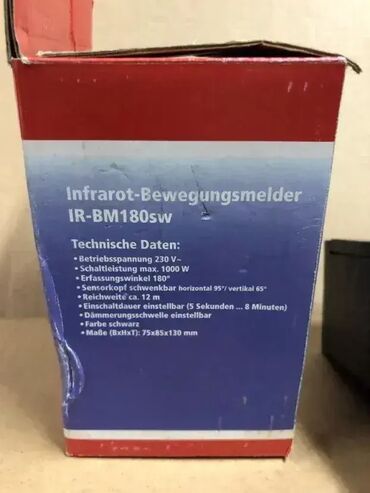 Infrarot-Bewegungsmelder
IR-BM180sw
Technische Daten:
• Betriebsspannung 230 V~
• Schaltleistung max. 1000 W
• Erfassungswinkel 180°
• Sensorkopf schwenkbar horizontal 95°/ vertikal 65°
• Reichweite ca. 12 m
• Einschaltdauer einstellbar (5 Sekunden ... 8 Minuten)
• Dämmerungsschwelle einstellbar
• Farbe schwarz
• Maße (BxHxT): 75x85x130 mm